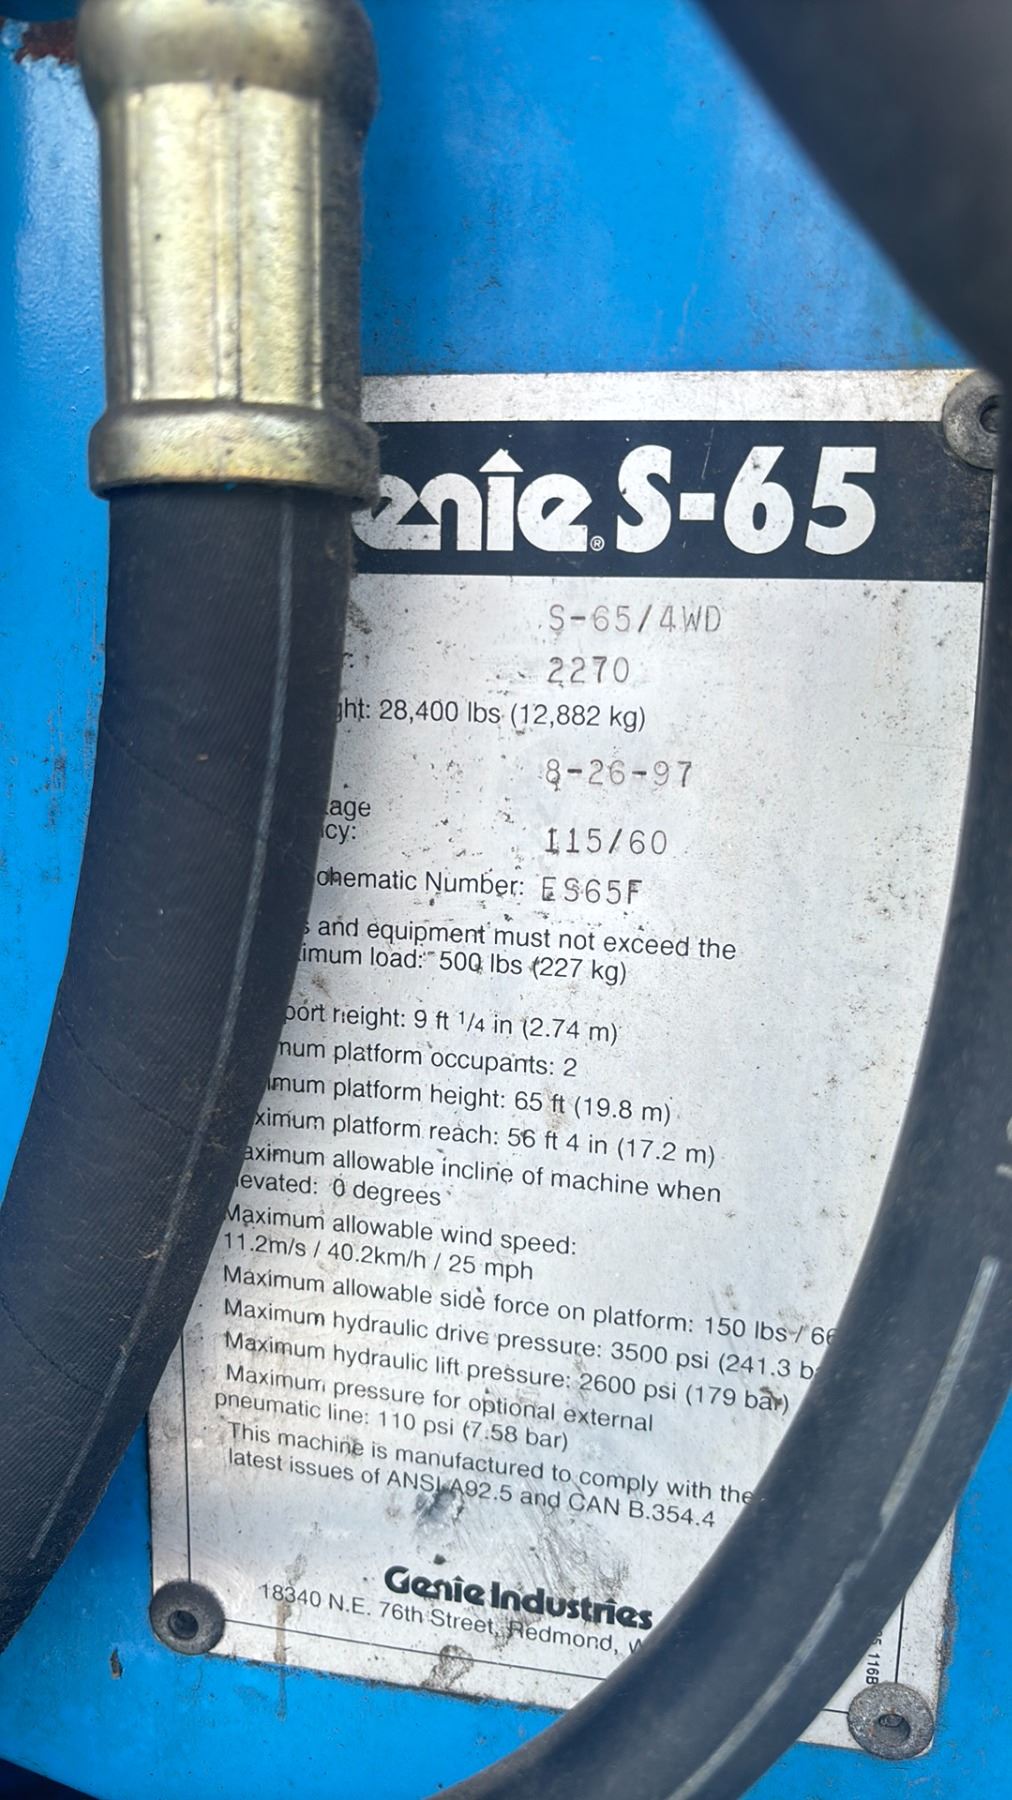 enie® S-65
S-65/4WD
2270
ght: 28,400 lbs (12,882 kg)
8-26-97
age
cy:
115/60
chematic Number: ES65F
s and equipment must not exceed the
imum load: 500 lbs (227 kg)
port height: 9 ft 1/4 in (2.74 m)
num platform occupants: 2
imum platform height: 65 ft (19.8 m)
ximum platform reach: 56 ft 4 in (17.2 m)
aximum allowable incline of machine when
levated: 0 degrees
Maximum allowable wind speed:
11.2m/s / 40.2km/h / 25 mph
Maximum allowable side force on platform: 150 lbs / 66
Maximum hydraulic drive pressure: 3500 psi (241.3 b
Maximum hydraulic lift pressure: 2600 psi (179 bar)
Maximum pressure for optional external
pneumatic line: 110 psi (7.58 bar)
This machine is manufactured to comply with the
latest issues of ANSI A92.5 and CAN B.354.4
Genie Industries
18340 N.E. 76th Street, Redmond,
116B